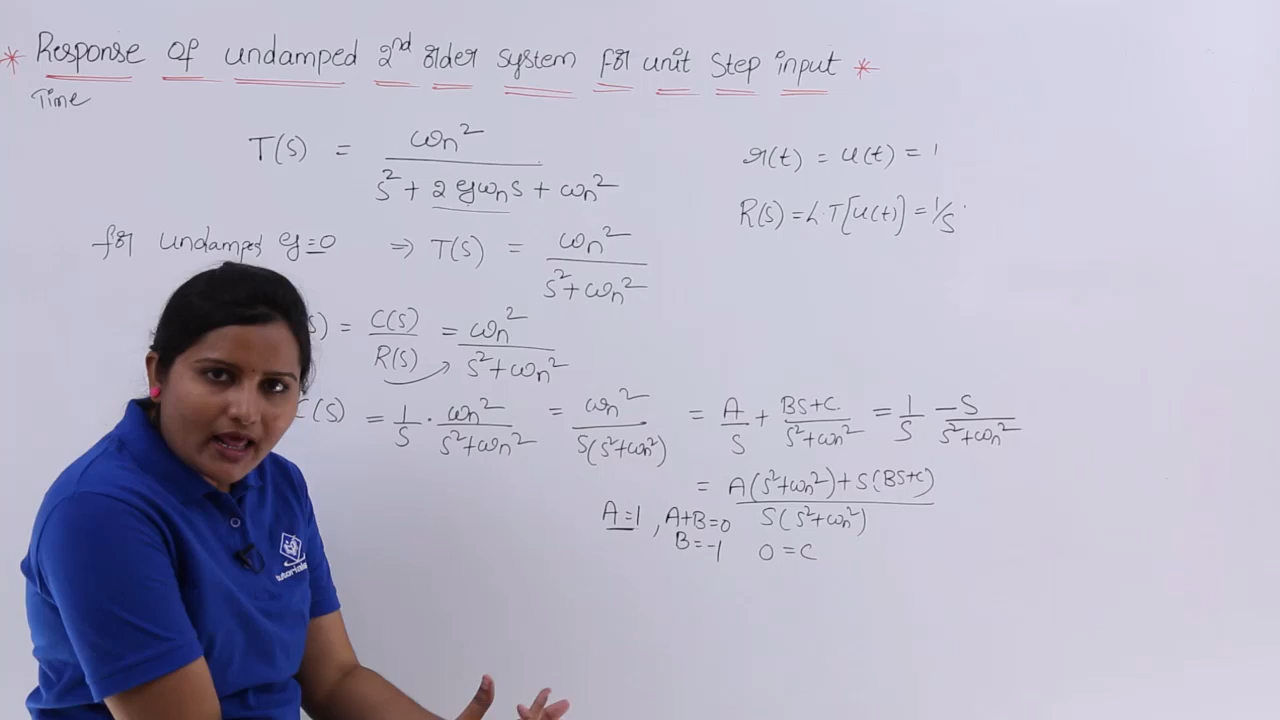 * Response of undamped 2nd order system for unit step input *
Time
T(s) = ωn² / (s² + 2ξωn s + ωn²)
r(t) = u(t) = 1
R(s) = L.T[u(t)] = 1/s
for undamped ξ = 0 ⇒ T(s) = ωn² / (s² + ωn²)
s) = C(s)/R(s) = ωn² / (s² + ωn²)
C(s) = 1/s · ωn² / (s² + ωn²) = ωn² / s(s² + ωn²) = A/s + (Bs + C) / (s² + ωn²) = 1/s - s / (s² + ωn²)
= (A(s² + ωn²) + s(Bs + C)) / s(s² + ωn²)
A = 1, A + B = 0
B = -1 0 = C